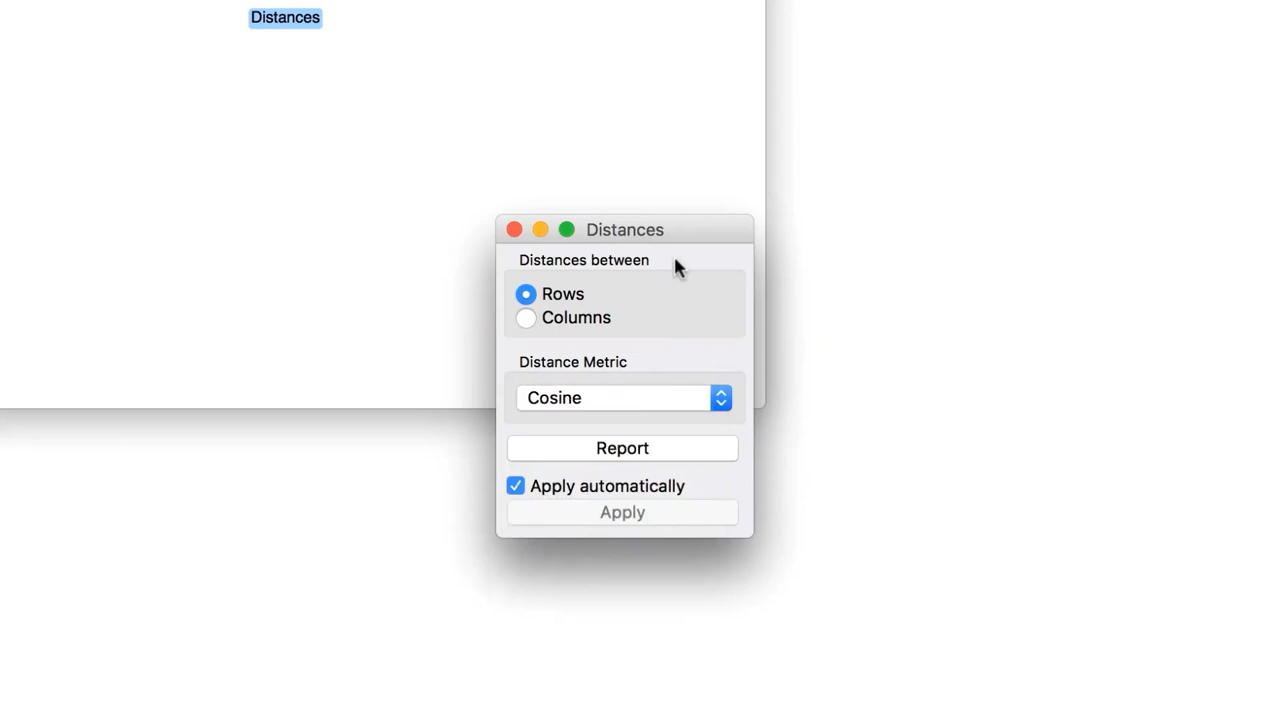 Distances
Distances
Distances between
Rows
Columns
Distance Metric
Cosine
Report
Apply automatically
Apply